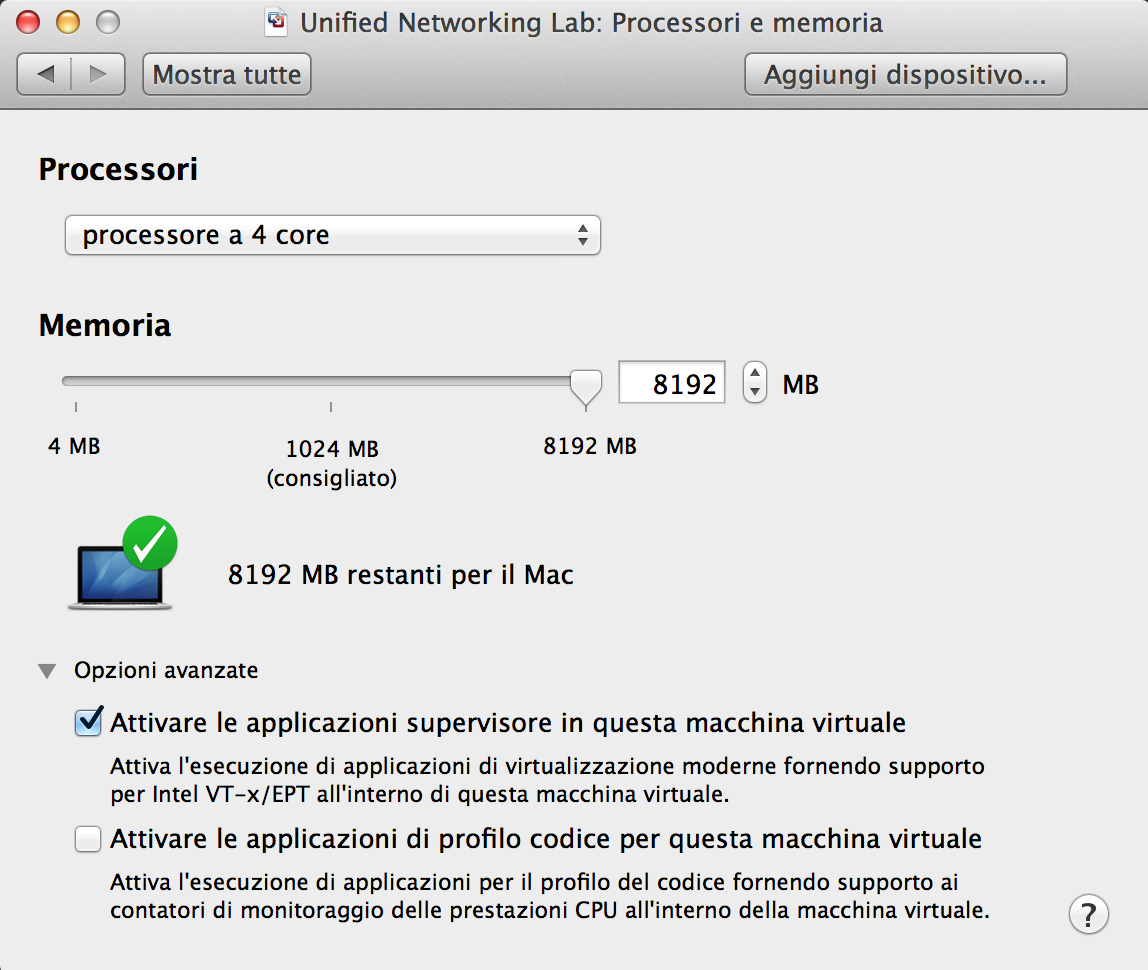 Unified Networking Lab: Processori e memoria
Mostra tutte
Aggiungi dispositivo...
Processori
processore a 4 core
Memoria
8192 MB
4 MB
1024 MB
(consigliato)
8192 MB
8192 MB restanti per il Mac
Opzioni avanzate
Attivare le applicazioni supervisore in questa macchina virtuale
Attiva l'esecuzione di applicazioni di virtualizzazione moderne fornendo supporto
per Intel VT-x/EPT all'interno di questa macchina virtuale.
Attivare le applicazioni di profilo codice per questa macchina virtuale
Attiva l'esecuzione di applicazioni per il profilo del codice fornendo supporto ai
contatori di monitoraggio delle prestazioni CPU all'interno della macchina virtuale.
?